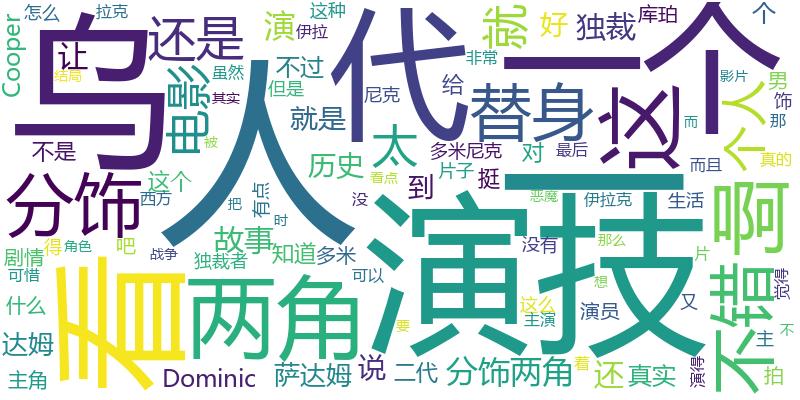 Cooper
怎么
拉克
让
乌
还是
电影
虽然
结局
其实
被
演
这种
伊拉
不过
但是
就是
人
代
尼克
非常
给
就
好
独裁
库珀
替身
太
一个
个
影片
这
而
个人
男
饰
那
不是
分饰
这个
西方
历史
多米尼克
片子
对
最后
到
挺
而且
真的
把
有点
没
着点
时
恶魔
伊拉克
生活
没有
那么
哥
不错
看
两角
演技
剧情
得
角色
吧
战争
故事
知道
独裁者
多米
可惜
可以
什么
达姆
主角
Dominic
萨达姆
说
二代
分饰两角
要
主演
这么
想
演员
片
觉得
又
主
不
着
还
真实
演得
拍